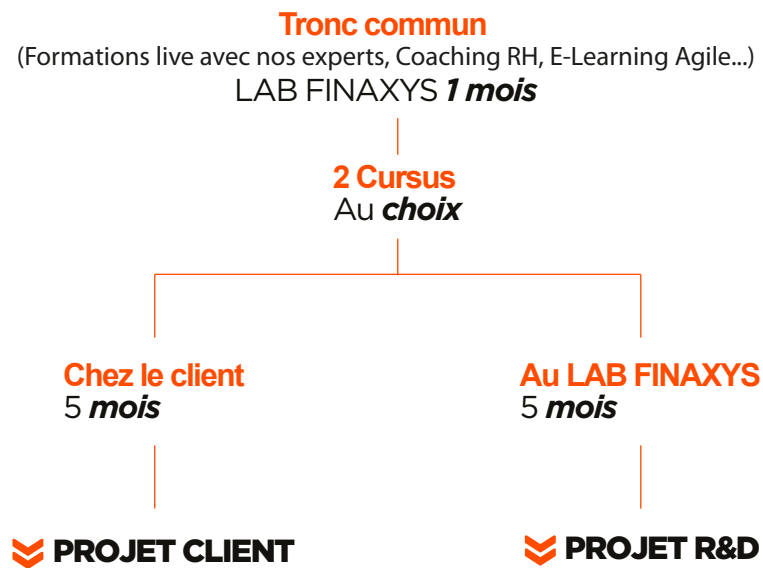 Tronc commun
(Formations live avec nos experts, Coaching RH, E-Learning Agile...)
LAB FINAXYS 1 mois
2 Cursus
Au choix
Chez le client
5 mois
Au LAB FINAXYS
5 mois
PROJET CLIENT
PROJET R&D